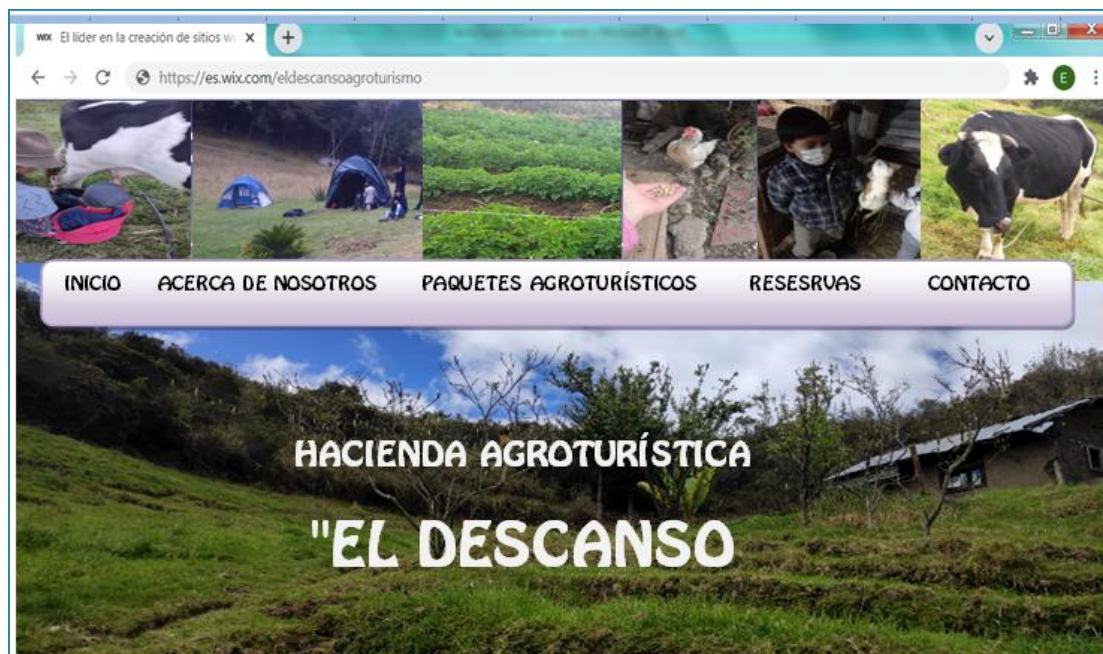 WIX El líder en la creación de sitios w
https://es.wix.com/eldescansoagroturismo
E
INICIO ACERCA DE NOSOTROS PAQUETES AGROTURÍSTICOS RESESRVAS CONTACTO
HACIENDA AGROTURÍSTICA
"EL DESCANSO